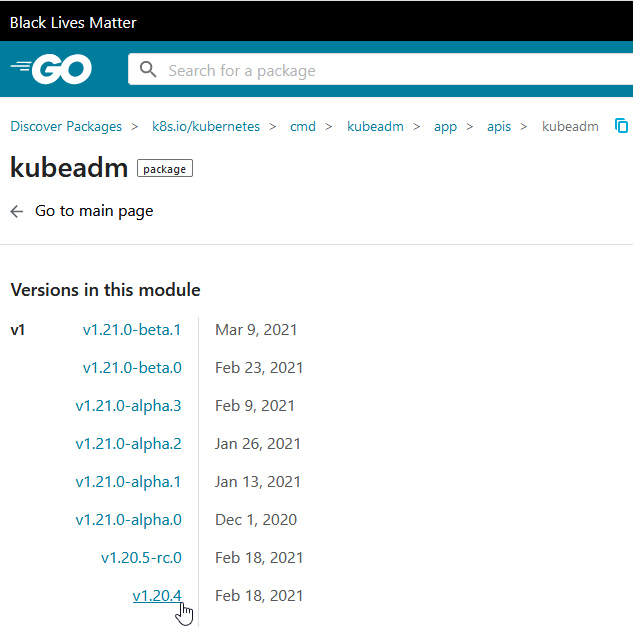 Black Lives Matter
GO Search for a package
Discover Packages > k8s.io/kubernetes > cmd > kubeadm > app > apis > kubeadm
kubeadm package
← Go to main page
Versions in this module
v1 v1.21.0-beta.1 Mar 9, 2021
v1.21.0-beta.0 Feb 23, 2021
v1.21.0-alpha.3 Feb 9, 2021
v1.21.0-alpha.2 Jan 26, 2021
v1.21.0-alpha.1 Jan 13, 2021
v1.21.0-alpha.0 Dec 1, 2020
v1.20.5-rc.0 Feb 18, 2021
v1.20.4 Feb 18, 2021